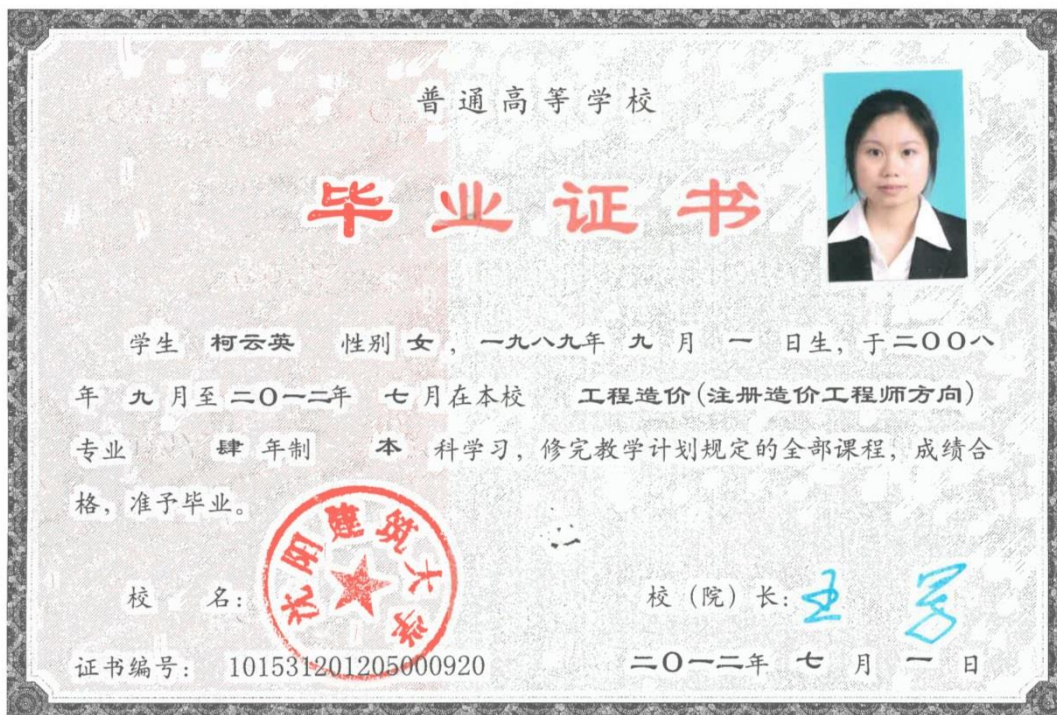 普通高等学校
毕业证书
学生 柯云英 性别 女，一九八九年 九 月 一 日生，于二〇〇八
年 九 月至二〇一二年 七 月在本校 工程造价(注册造价工程师方向)
专业 肆 年制 本 科学习，修完教学计划规定的全部课程，成绩合
格，准予毕业。
沈阳建筑大学
校 名：
校（院）长：
证书编号： 101531201205000920
二〇一二年 七 月 一 日